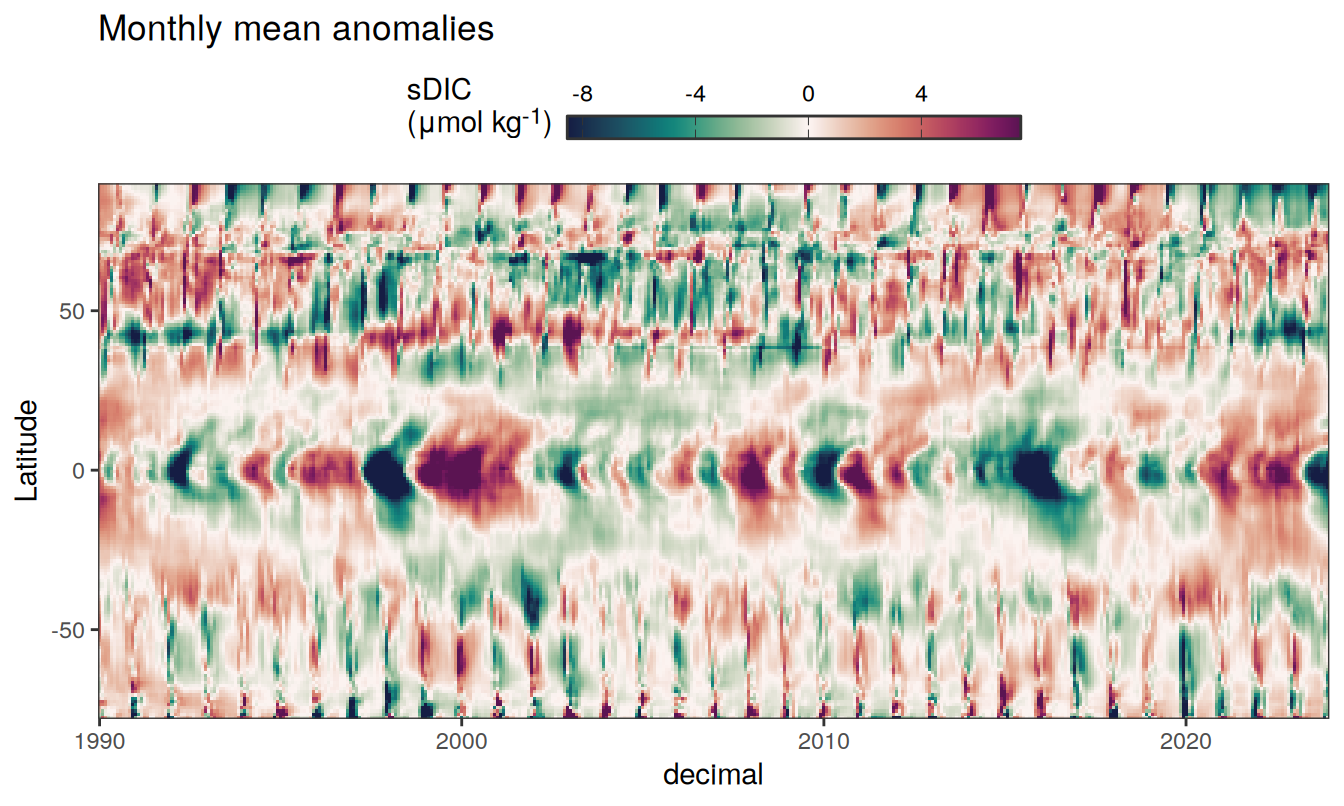 Monthly mean anomalies
sDIC
(µmol kg⁻¹)
-8 -4 0 4
Latitude
50
0
-50
1990 2000 2010 2020
decimal